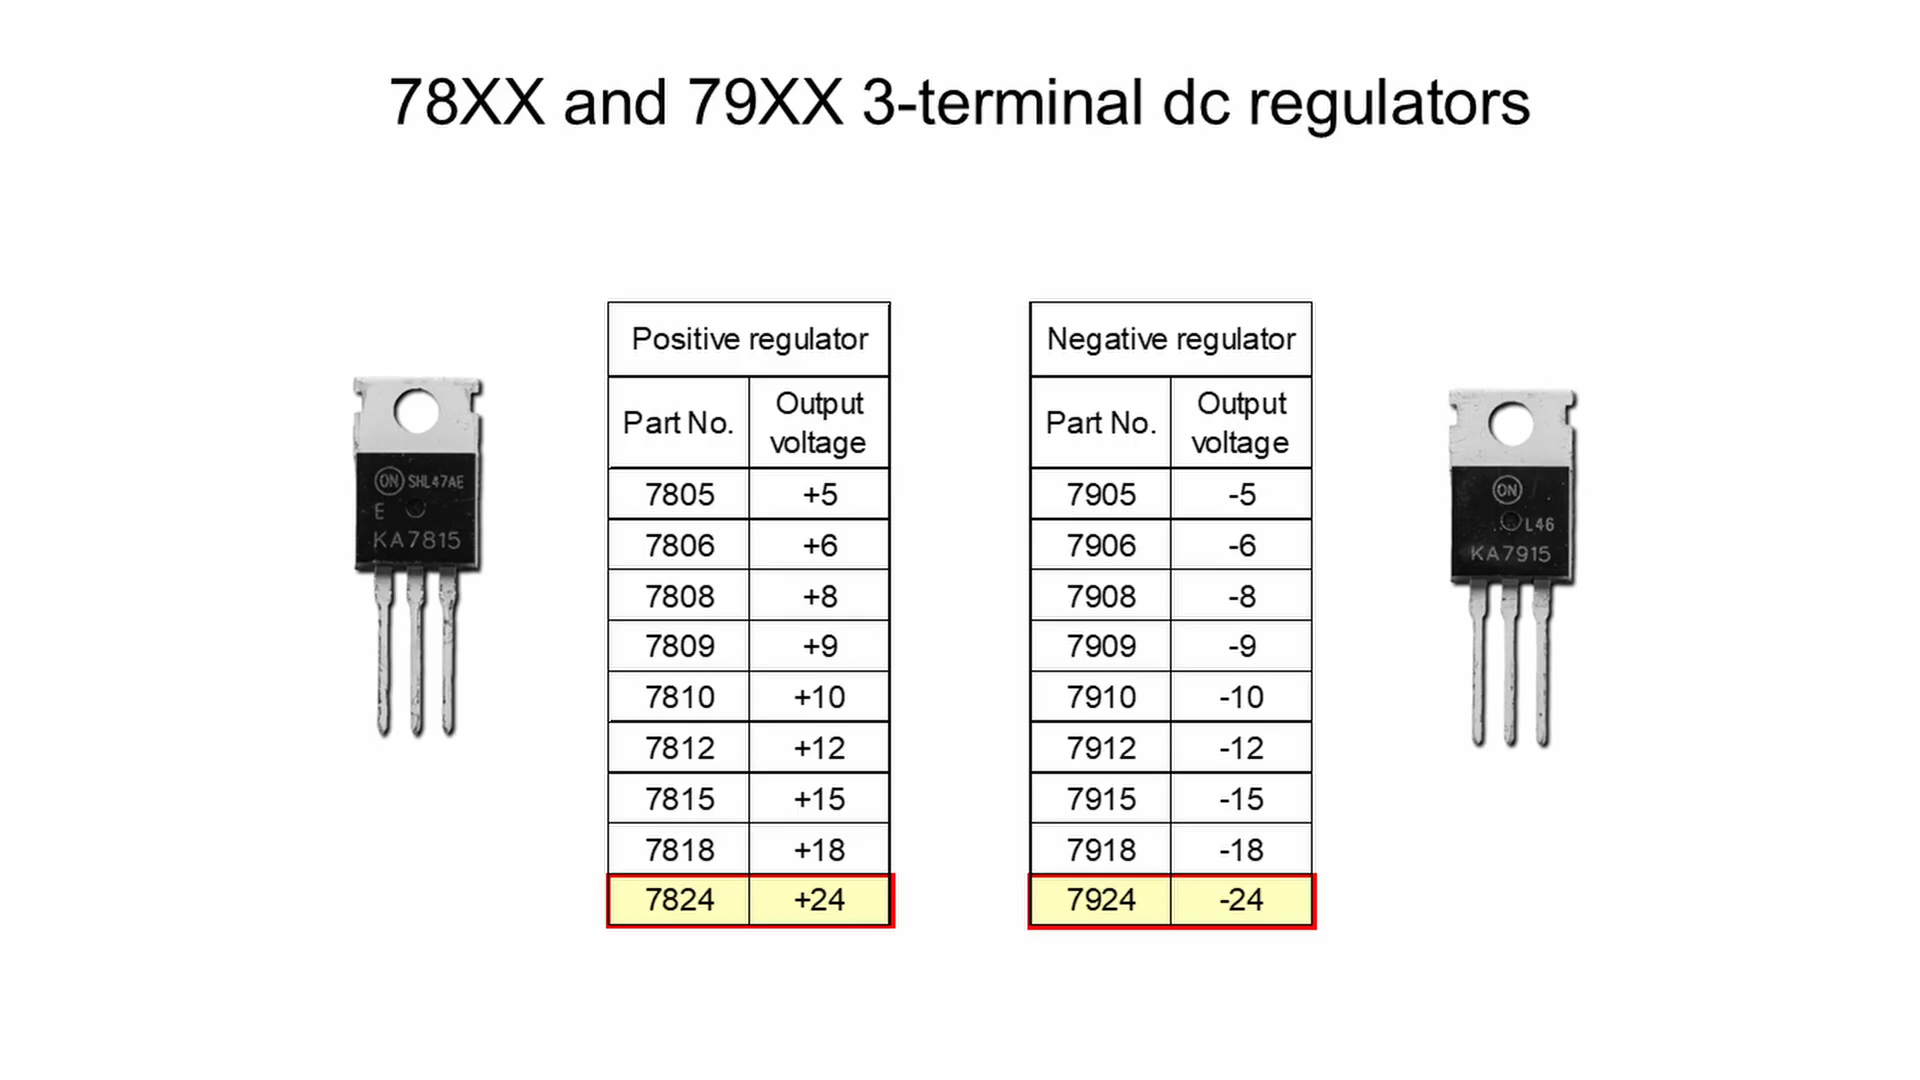 78XX and 79XX 3-terminal dc regulators
Positive regulator
Part No. Output voltage
7805 +5
7806 +6
7808 +8
7809 +9
7810 +10
7812 +12
7815 +15
7818 +18
7824 +24
Negative regulator
Part No. Output voltage
7905 -5
7906 -6
7908 -8
7909 -9
7910 -10
7912 -12
7915 -15
7918 -18
7924 -24
ON SHL47AE
E
KA7815
ON
L46
KA7915